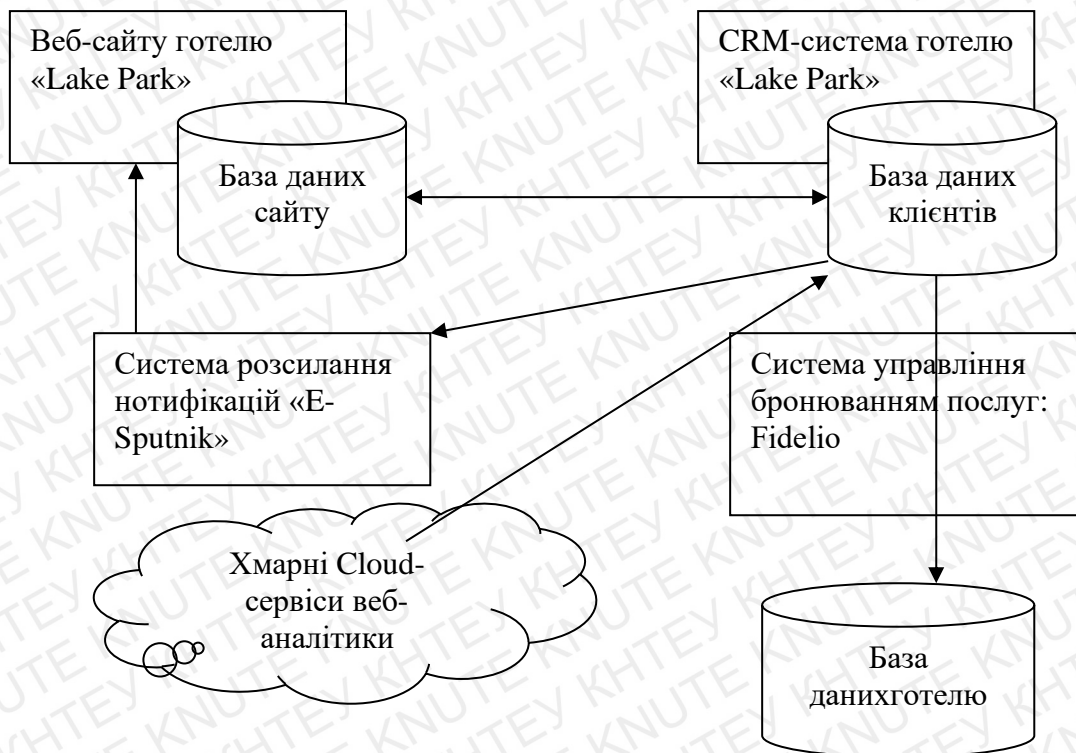 Веб-сайту готелю
«Lake Park»
База даних
сайту
CRM-система готелю
«Lake Park»
База даних
клієнтів
Система розсилання
нотифікацій «E-
Sputnik»
Система управління
бронюванням послуг:
Fidelio
Хмарні Cloud-
сервіси веб-
аналітики
База
данихготелю